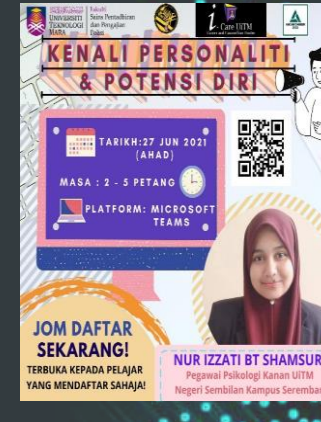 UNIVERSITI
TEKNOLOGI
MARA
Fakulti
Sains Pentadbiran
dan Pengajian
Polisi
i-Care UiTM
KENALI PERSONALITI
& POTENSI DIRI
TARIKH:27 JUN 2021
(AHAD)
MASA : 2 - 5 PETANG
PLATFORM: MICROSOFT
TEAMS
JOM DAFTAR
SEKARANG!
TERBUKA KEPADA PELAJAR
YANG MENDAFTAR SAHAJA!
NUR IZZATI BT SHAMSUR
Pegawai Psikologi Kanan UiTM
Negeri Sembilan Kampus Seremban